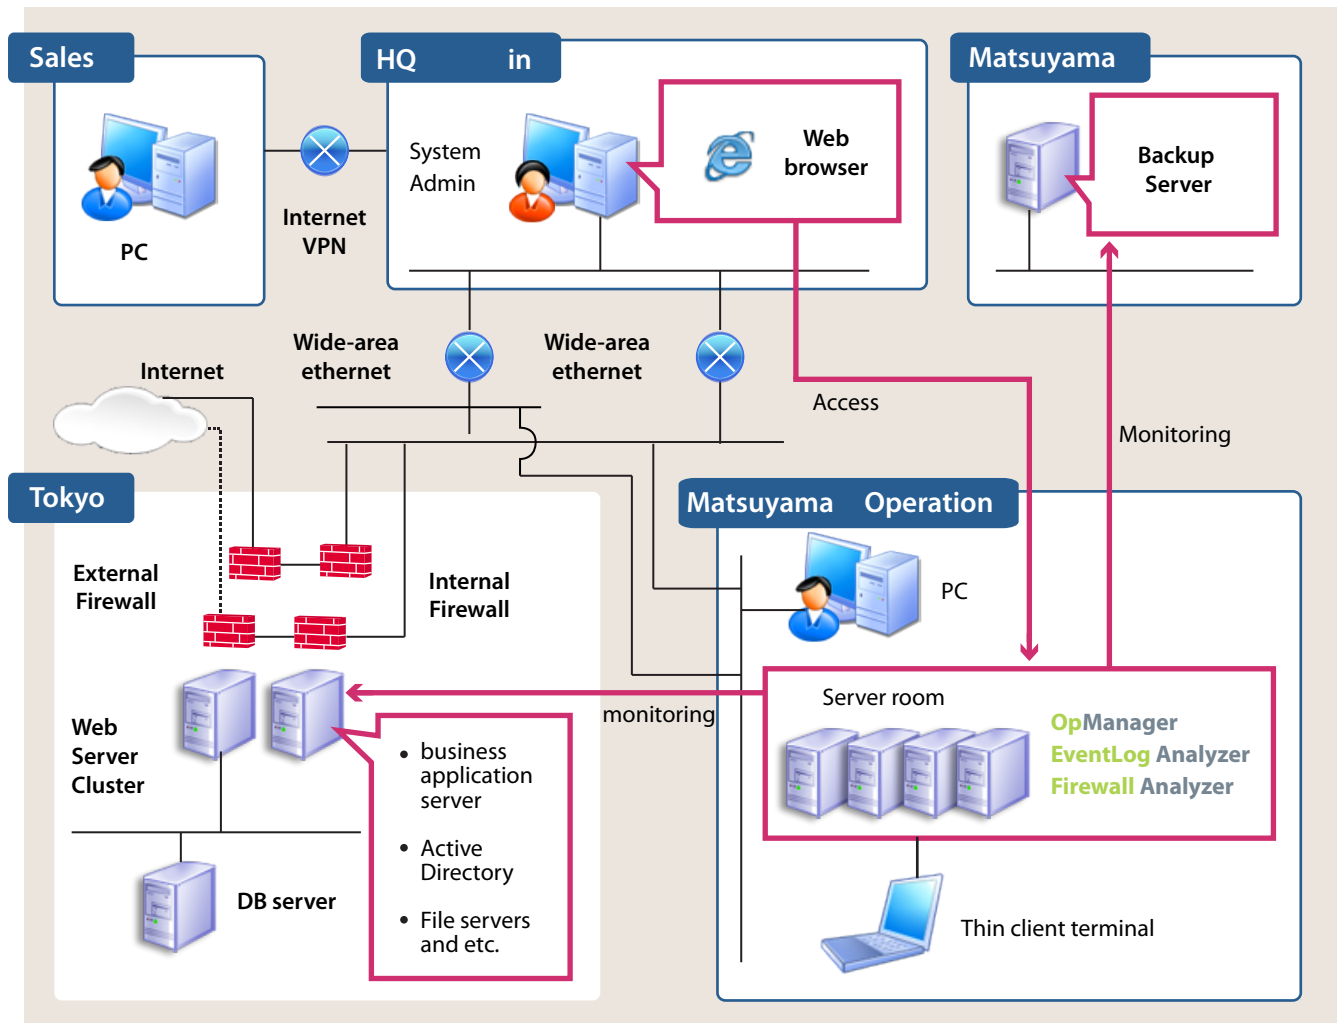 Sales
HQ in
Matsuyama
System
Admin
Web
browser
Backup
Server
PC
Internet
VPN
Wide-area
ethernet
Wide-area
ethernet
Internet
Access
Monitoring
Tokyo
Matsuyama Operation
External
Firewall
Internal
Firewall
PC
Web
Server
Cluster
monitoring
Server room
OpManager
EventLog Analyzer
Firewall Analyzer
• business
application
server
• Active
Directory
• File servers
and etc.
DB server
Thin client terminal